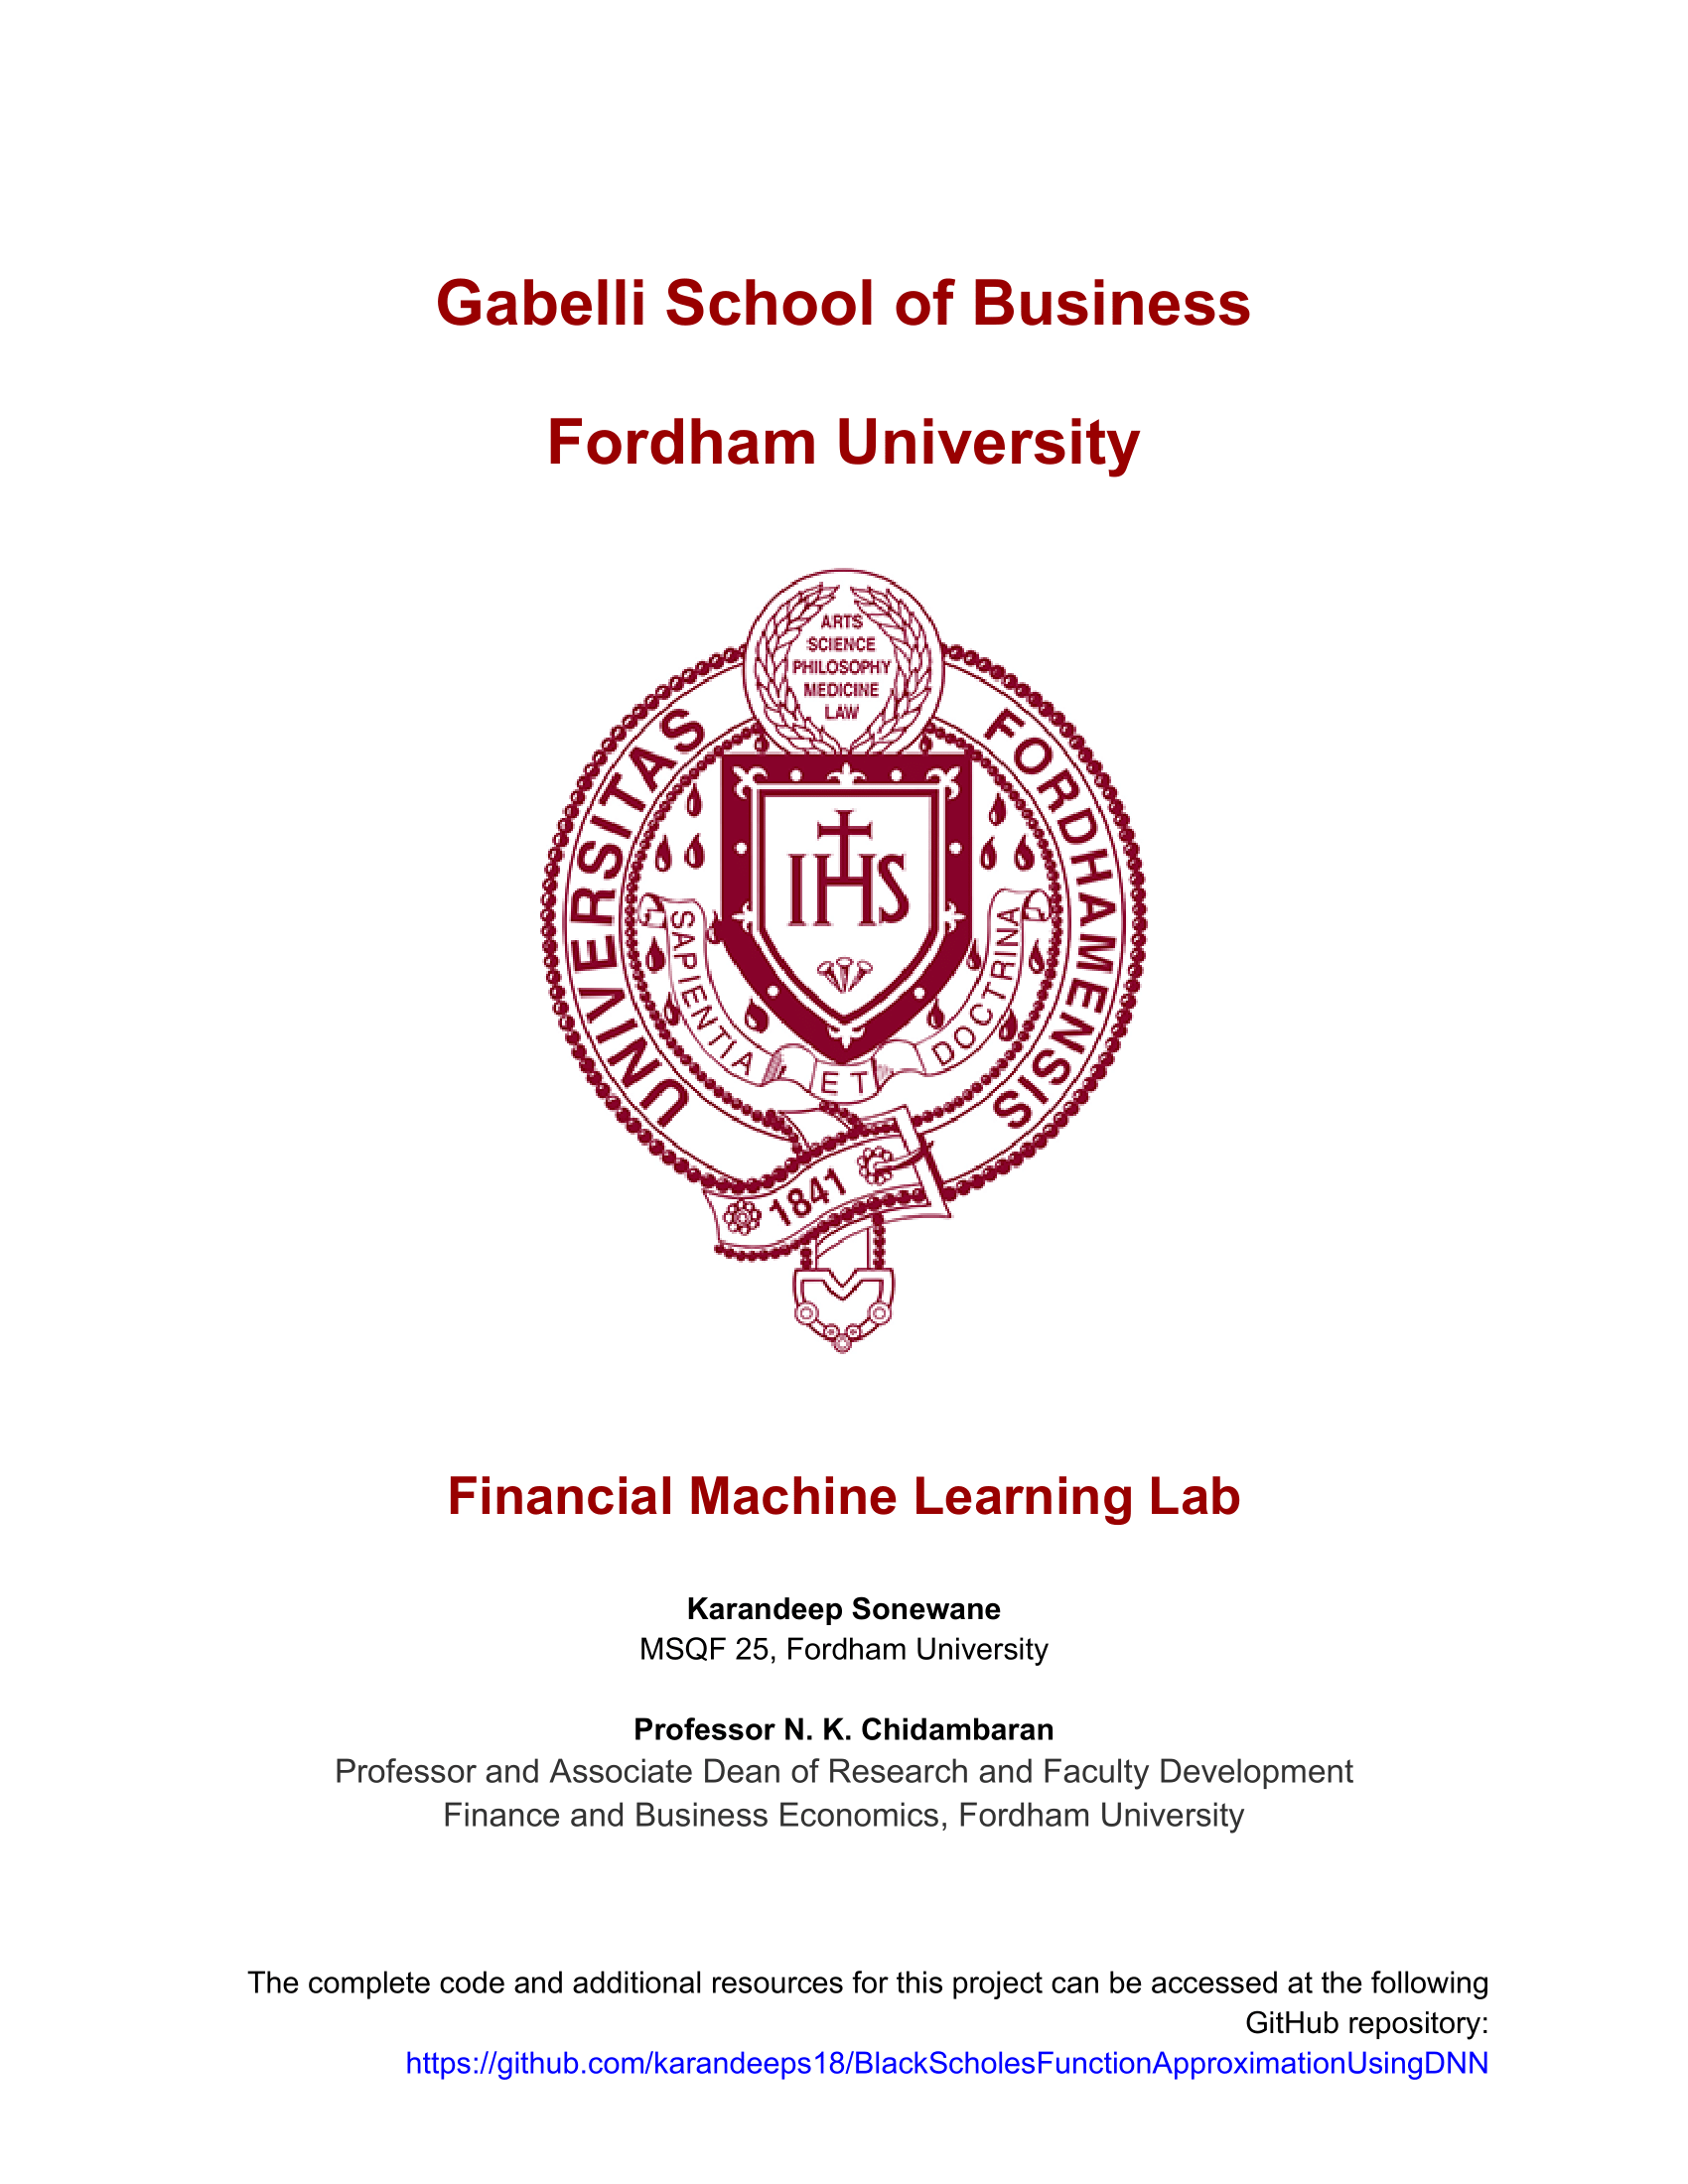 Gabelli School of Business
Fordham University
ARTS
SCIENCE
PHILOSOPHY
MEDICINE
LAW
UNIVERSITAS FORDHAMENSIS
IHS
SAPIENTIA ET DOCTRINA
1841
Financial Machine Learning Lab
Karandeep Sonewane
MSQF 25, Fordham University
Professor N. K. Chidambaran
Professor and Associate Dean of Research and Faculty Development
Finance and Business Economics, Fordham University
The complete code and additional resources for this project can be accessed at the following
GitHub repository:
https://github.com/karandeeps18/BlackScholesFunctionApproximationUsingDNN